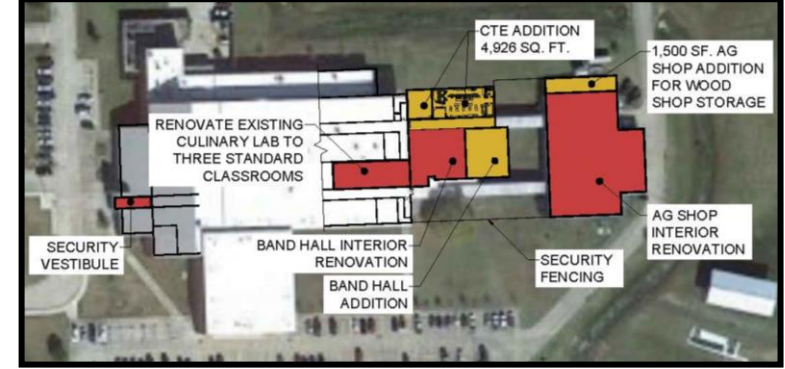 CTE ADDITION
4,926 SQ. FT.
1,500 SF. AG
SHOP ADDITION
FOR WOOD
SHOP STORAGE
RENOVATE EXISTING
CULINARY LAB TO
THREE STANDARD
CLASSROOMS
SECURITY
VESTIBULE
BAND HALL INTERIOR
RENOVATION
BAND HALL
ADDITION
SECURITY
FENCING
AG SHOP
INTERIOR
RENOVATION